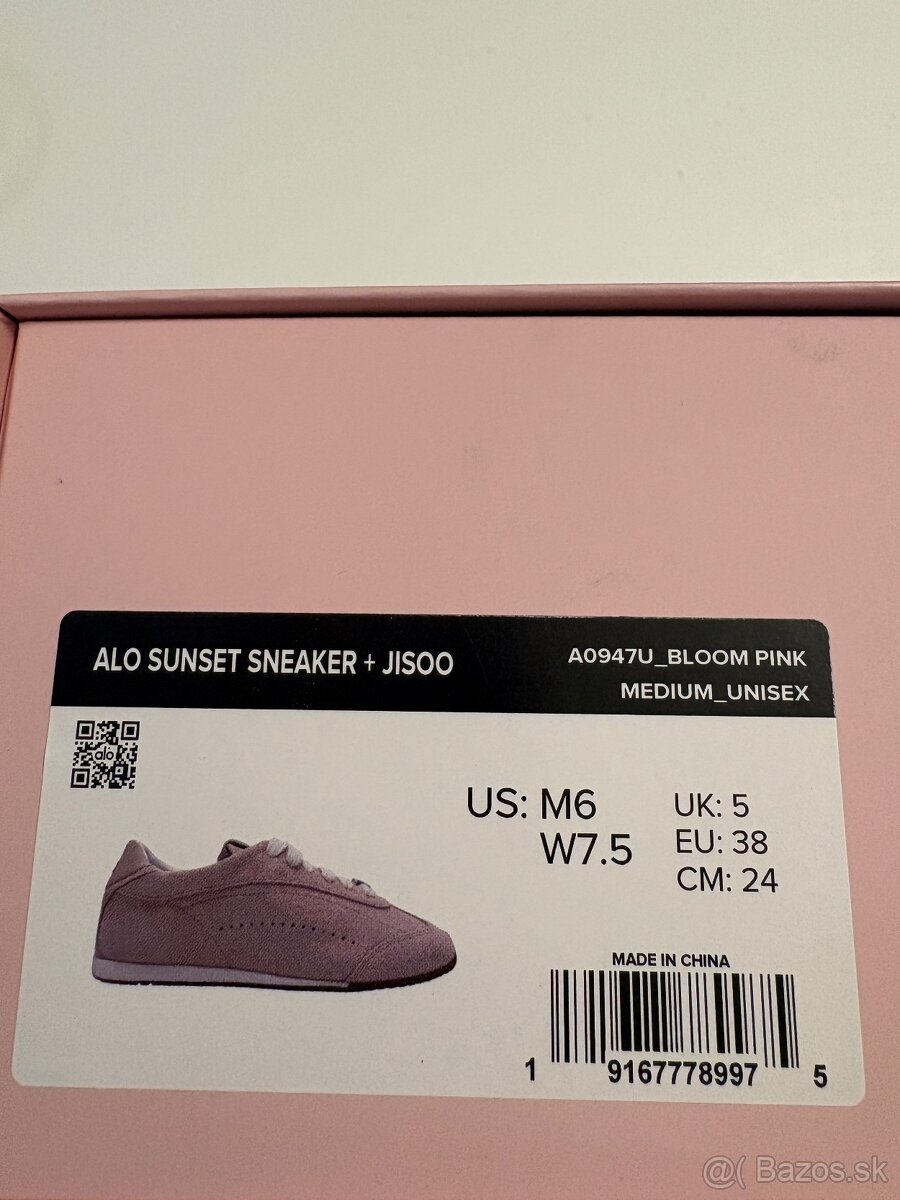 ALO SUNSET SNEAKER + JISOO
A0947U_BLOOM PINK
MEDIUM_UNISEX
alo
US: M6
W7.5
UK: 5
EU: 38
CM: 24
MADE IN CHINA
1 9167778997 5
@( Bazos.sk